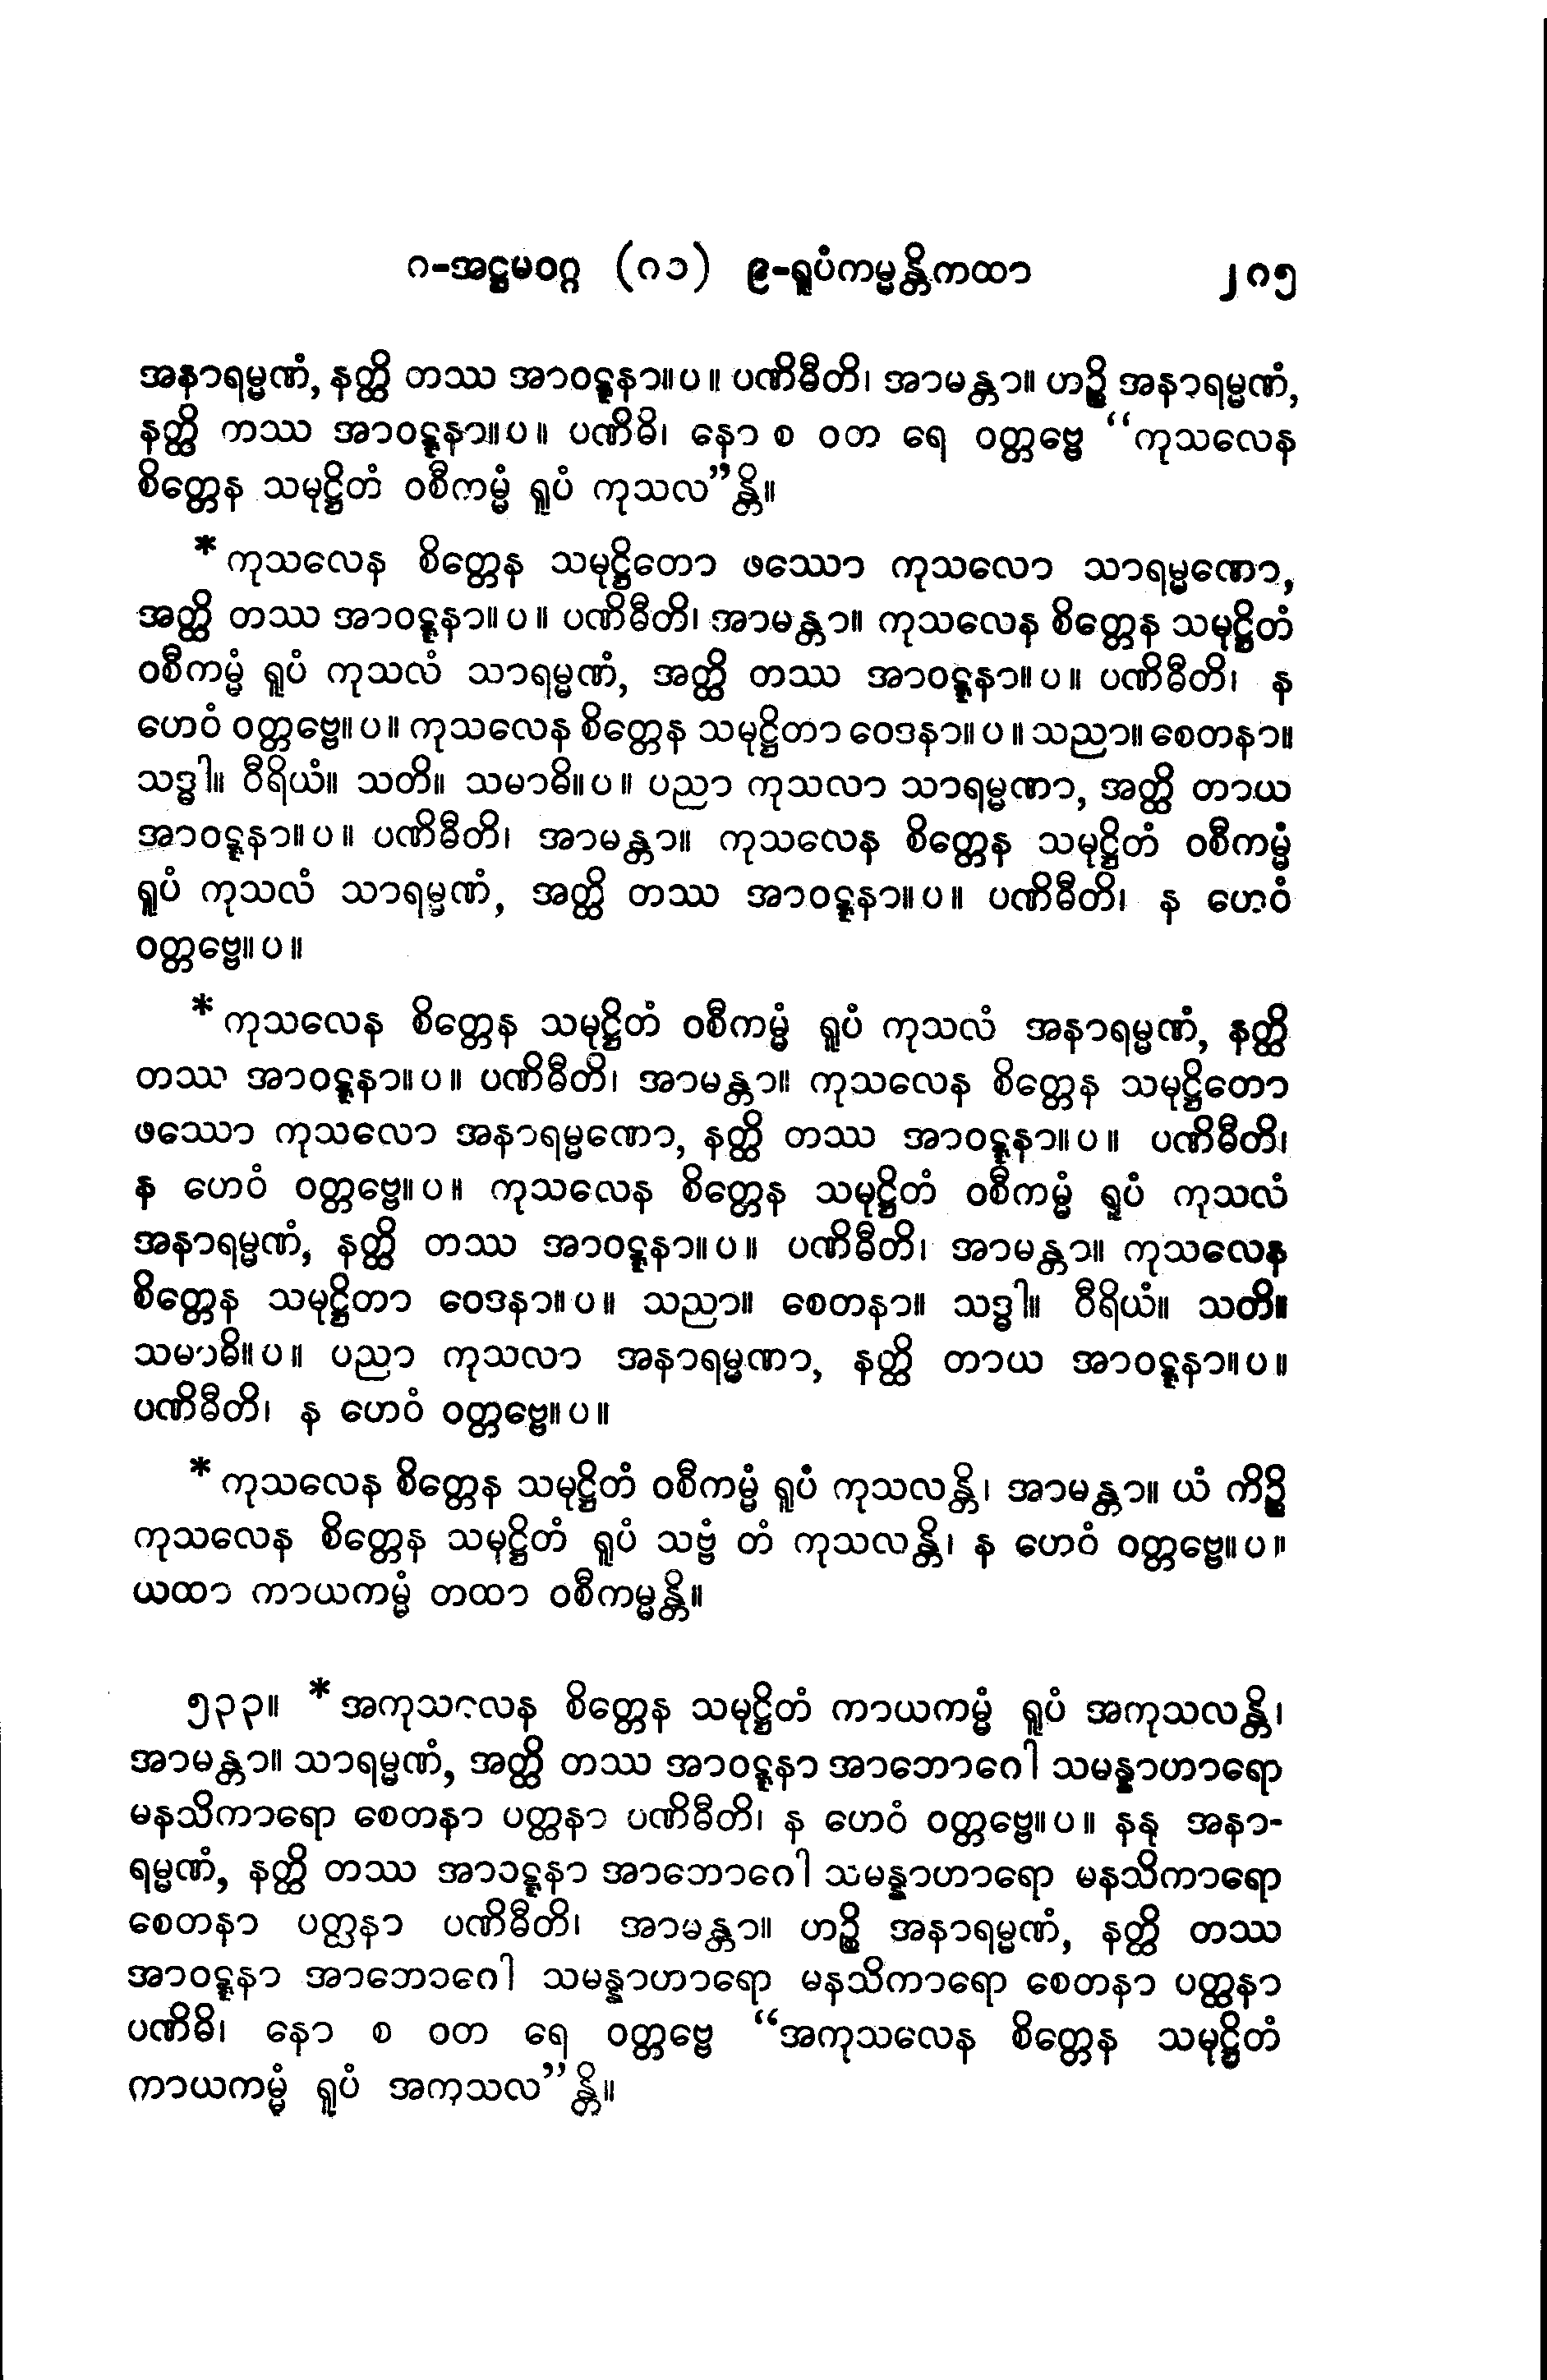 ဂ-အဋ္ဌမဝဂ္ဂ (ဂ၁) ၉-ရူပံကမ္မန္တိကထာ ၂ဂ၅
အနာရမ္မဏံ, နတ္ထိ တဿ အာဝဋ္ဋနာ။ပ။ ပဏိဓီတိ၊ အာမန္တာ။ ဟဉ္စိ အနာရမ္မဏံ,
နတ္ထိ တဿ အာဝဋ္ဋနာ။ပ။ ပဏိဓိ၊ နော စ ဝတ ရေ ဝတ္တဗ္ဗေ “ကုသလေန
စိတ္တေန သမုဋ္ဌိတံ ဝစီကမ္မံ ရူပံ ကုသလ”န္တိ။
* ကုသလေန စိတ္တေန သမုဋ္ဌိတော ဖဿော ကုသလော သာရမ္မဏော,
အတ္ထိ တဿ အာဝဋ္ဋနာ။ပ။ ပဏိဓီတိ၊ အာမန္တာ။ ကုသလေန စိတ္တေန သမုဋ္ဌိတံ
ဝစီကမ္မံ ရူပံ ကုသလံ သာရမ္မဏံ, အတ္ထိ တဿ အာဝဋ္ဋနာ။ပ။ ပဏိဓီတိ၊ န
ဟေဝံ ဝတ္တဗ္ဗေ။ပ။ ကုသလေန စိတ္တေန သမုဋ္ဌိတာ ဝေဒနာ။ပ။ သညာ။ စေတနာ။
သဒ္ဓါ။ ဝီရိယံ။ သတိ။ သမာဓိ။ပ။ ပညာ ကုသလာ သာရမ္မဏာ, အတ္ထိ တာယ
အာဝဋ္ဋနာ။ပ။ ပဏိဓီတိ၊ အာမန္တာ။ ကုသလေန စိတ္တေန သမုဋ္ဌိတံ ဝစီကမ္မံ
ရူပံ ကုသလံ သာရမ္မဏံ, အတ္ထိ တဿ အာဝဋ္ဋနာ။ပ။ ပဏိဓီတိ၊ န ဟေဝံ
ဝတ္တဗ္ဗေ။ပ။
* ကုသလေန စိတ္တေန သမုဋ္ဌိတံ ဝစီကမ္မံ ရူပံ ကုသလံ အနာရမ္မဏံ, နတ္ထိ
တဿ အာဝဋ္ဋနာ။ပ။ ပဏိဓီတိ၊ အာမန္တာ။ ကုသလေန စိတ္တေန သမုဋ္ဌိတော
ဖဿော ကုသလော အနာရမ္မဏော, နတ္ထိ တဿ အာဝဋ္ဋနာ။ပ။ ပဏိဓီတိ၊
န ဟေဝံ ဝတ္တဗ္ဗေ။ပ။ ကုသလေန စိတ္တေန သမုဋ္ဌိတံ ဝစီကမ္မံ ရူပံ ကုသလံ
အနာရမ္မဏံ, နတ္ထိ တဿ အာဝဋ္ဋနာ။ပ။ ပဏိဓီတိ၊ အာမန္တာ။ ကုသလေန
စိတ္တေန သမုဋ္ဌိတာ ဝေဒနာ။ပ။ သညာ။ စေတနာ။ သဒ္ဓါ။ ဝီရိယံ။ သတိ။
သမာဓိ။ပ။ ပညာ ကုသလာ အနာရမ္မဏာ, နတ္ထိ တာယ အာဝဋ္ဋနာ။ပ။
ပဏိဓီတိ၊ န ဟေဝံ ဝတ္တဗ္ဗေ။ပ။
* ကုသလေန စိတ္တေန သမုဋ္ဌိတံ ဝစီကမ္မံ ရူပံ ကုသလန္တိ၊ အာမန္တာ။ ယံ ကိဉ္စိ
ကုသလေန စိတ္တေန သမုဋ္ဌိတံ ရူပံ သဗ္ဗံ တံ ကုသလန္တိ၊ န ဟေဝံ ဝတ္တဗ္ဗေ။ပ။
ယထာ ကာယကမ္မံ တထာ ဝစီကမ္မန္တိ။
၅၃၃။ * အကုသလေန စိတ္တေန သမုဋ္ဌိတံ ကာယကမ္မံ ရူပံ အကုသလန္တိ၊
အာမန္တာ။ သာရမ္မဏံ, အတ္ထိ တဿ အာဝဋ္ဋနာ အာဘောဂေါ သမန္နာဟာရော
မနသိကာရော စေတနာ ပတ္ထနာ ပဏိဓီတိ၊ န ဟေဝံ ဝတ္တဗ္ဗေ။ပ။ နနု အနာ-
ရမ္မဏံ, နတ္ထိ တဿ အာဝဋ္ဋနာ အာဘောဂေါ သမန္နာဟာရော မနသိကာရော
စေတနာ ပတ္ထနာ ပဏိဓီတိ၊ အာမန္တာ။ ဟဉ္စိ အနာရမ္မဏံ, နတ္ထိ တဿ
အာဝဋ္ဋနာ အာဘောဂေါ သမန္နာဟာရော မနသိကာရော စေတနာ ပတ္ထနာ
ပဏိဓိ၊ နော စ ဝတ ရေ ဝတ္တဗ္ဗေ “အကုသလေန စိတ္တေန သမုဋ္ဌိတံ
ကာယကမ္မံ ရူပံ အကုသလ”န္တိ။